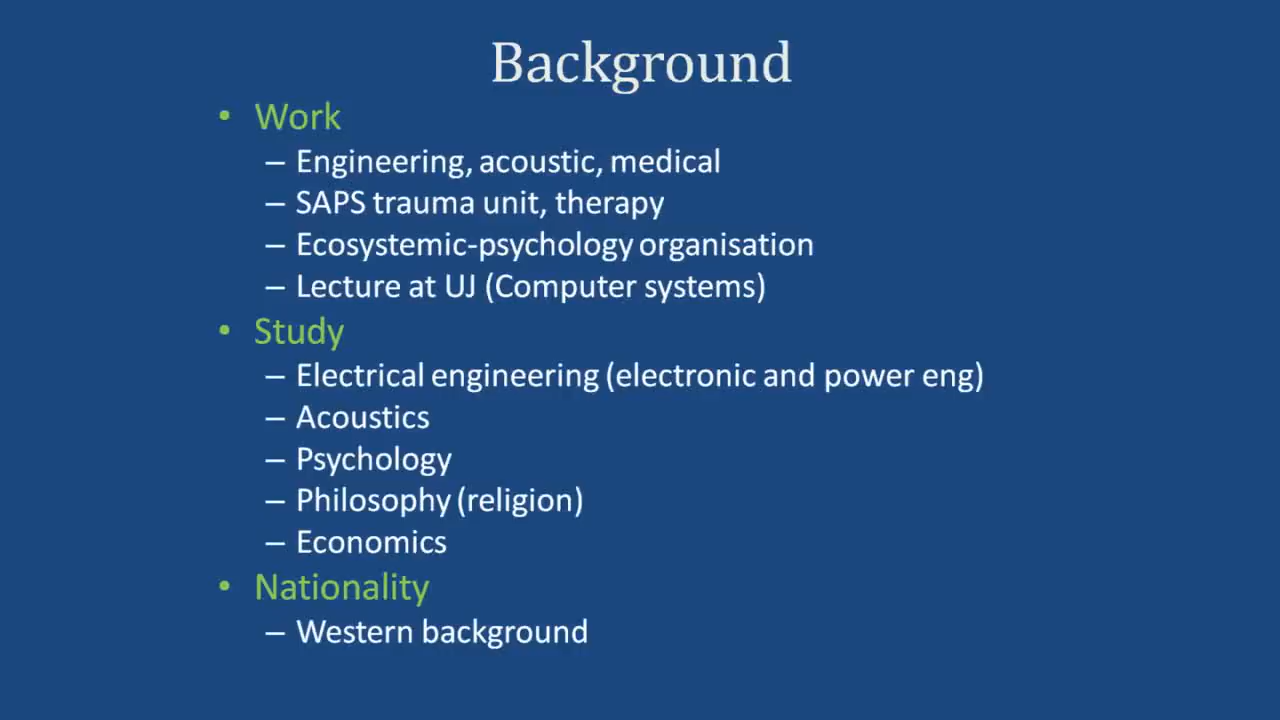 Background
• Work
– Engineering, acoustic, medical
– SAPS trauma unit, therapy
– Ecosystemic-psychology organisation
– Lecture at UJ (Computer systems)
• Study
– Electrical engineering (electronic and power eng)
– Acoustics
– Psychology
– Philosophy (religion)
– Economics
• Nationality
– Western background